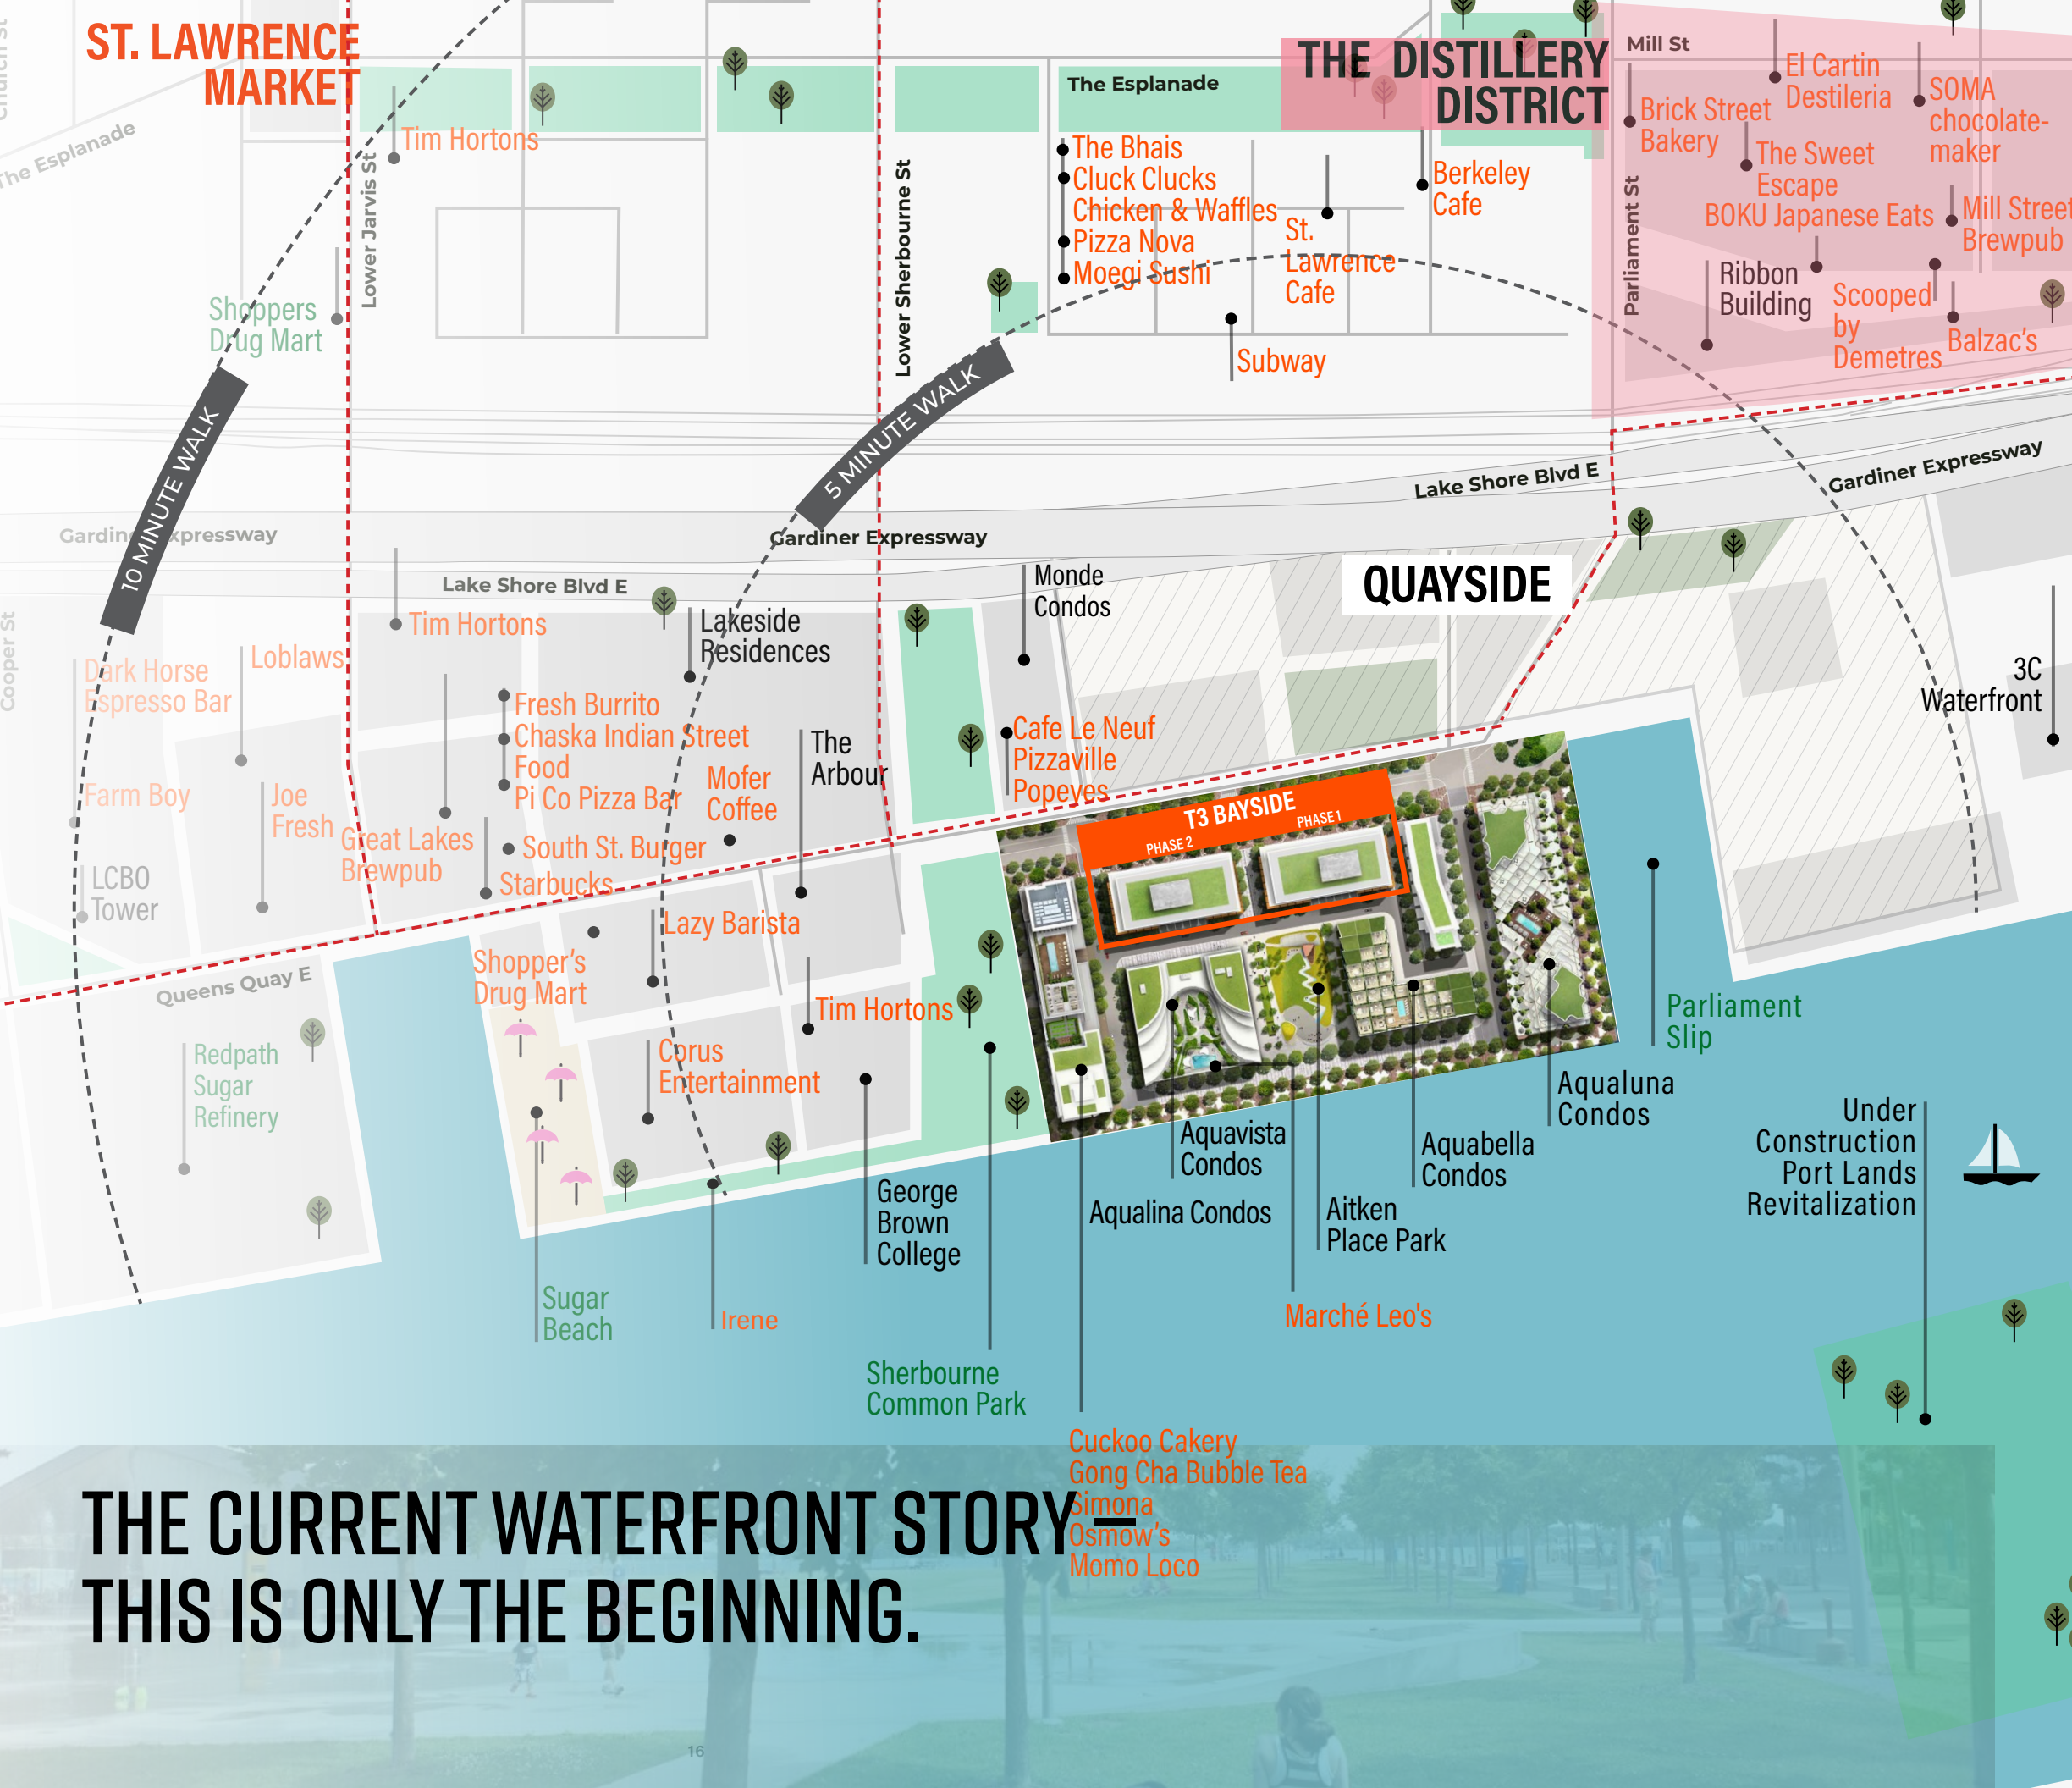 Church St
ST. LAWRENCE
MARKET
The Esplanade
Tim Hortons
Lower Jarvis St
Shoppers
Drug Mart
Lower Sherbourne St
The Esplanade
The Bhais
Cluck Clucks
Chicken & Waffles
Pizza Nova
Moegi Sushi
St.
Lawrence
Cafe
Berkeley
Cafe
Subway
THE DISTILLERY
DISTRICT
Mill St
Parliament St
El Cartin
Destileria
SOMA
chocolate-
maker
Brick Street
Bakery
The Sweet
Escape
BOKU Japanese Eats
Mill Street
Brewpub
Ribbon
Building
Scooped
by
Demetres
Balzac's
10 MINUTE WALK
5 MINUTE WALK
Gardiner Expressway
Gardiner Expressway
Lake Shore Blvd E
Gardiner Expressway
Lake Shore Blvd E
QUAYSIDE
Cooper St
Dark Horse
Espresso Bar
Loblaws
Tim Hortons
Lakeside
Residences
Monde
Condos
3C
Waterfront
Farm Boy
Joe
Fresh
Fresh Burrito
Chaska Indian Street
Food
Pi Co Pizza Bar
Mofer
Coffee
The
Arbour
Cafe Le Neuf
Pizzaville
Popeyes
Great Lakes
Brewpub
South St. Burger
Starbucks
LCBO
Tower
T3 BAYSIDE
PHASE 2
PHASE 1
Queens Quay E
Shopper's
Drug Mart
Lazy Barista
Tim Hortons
Redpath
Sugar
Refinery
Corus
Entertainment
Parliament
Slip
Aqualuna
Condos
Aquavista
Condos
Aquabella
Condos
Aqualina Condos
Aitken
Place Park
George
Brown
College
Under
Construction
Port Lands
Revitalization
Sugar
Beach
Irene
Marché Leo's
Sherbourne
Common Park
Cuckoo Cakery
Gong Cha Bubble Tea
Simona
Osmow's
Momo Loco
THE CURRENT WATERFRONT STORY –
THIS IS ONLY THE BEGINNING.
16